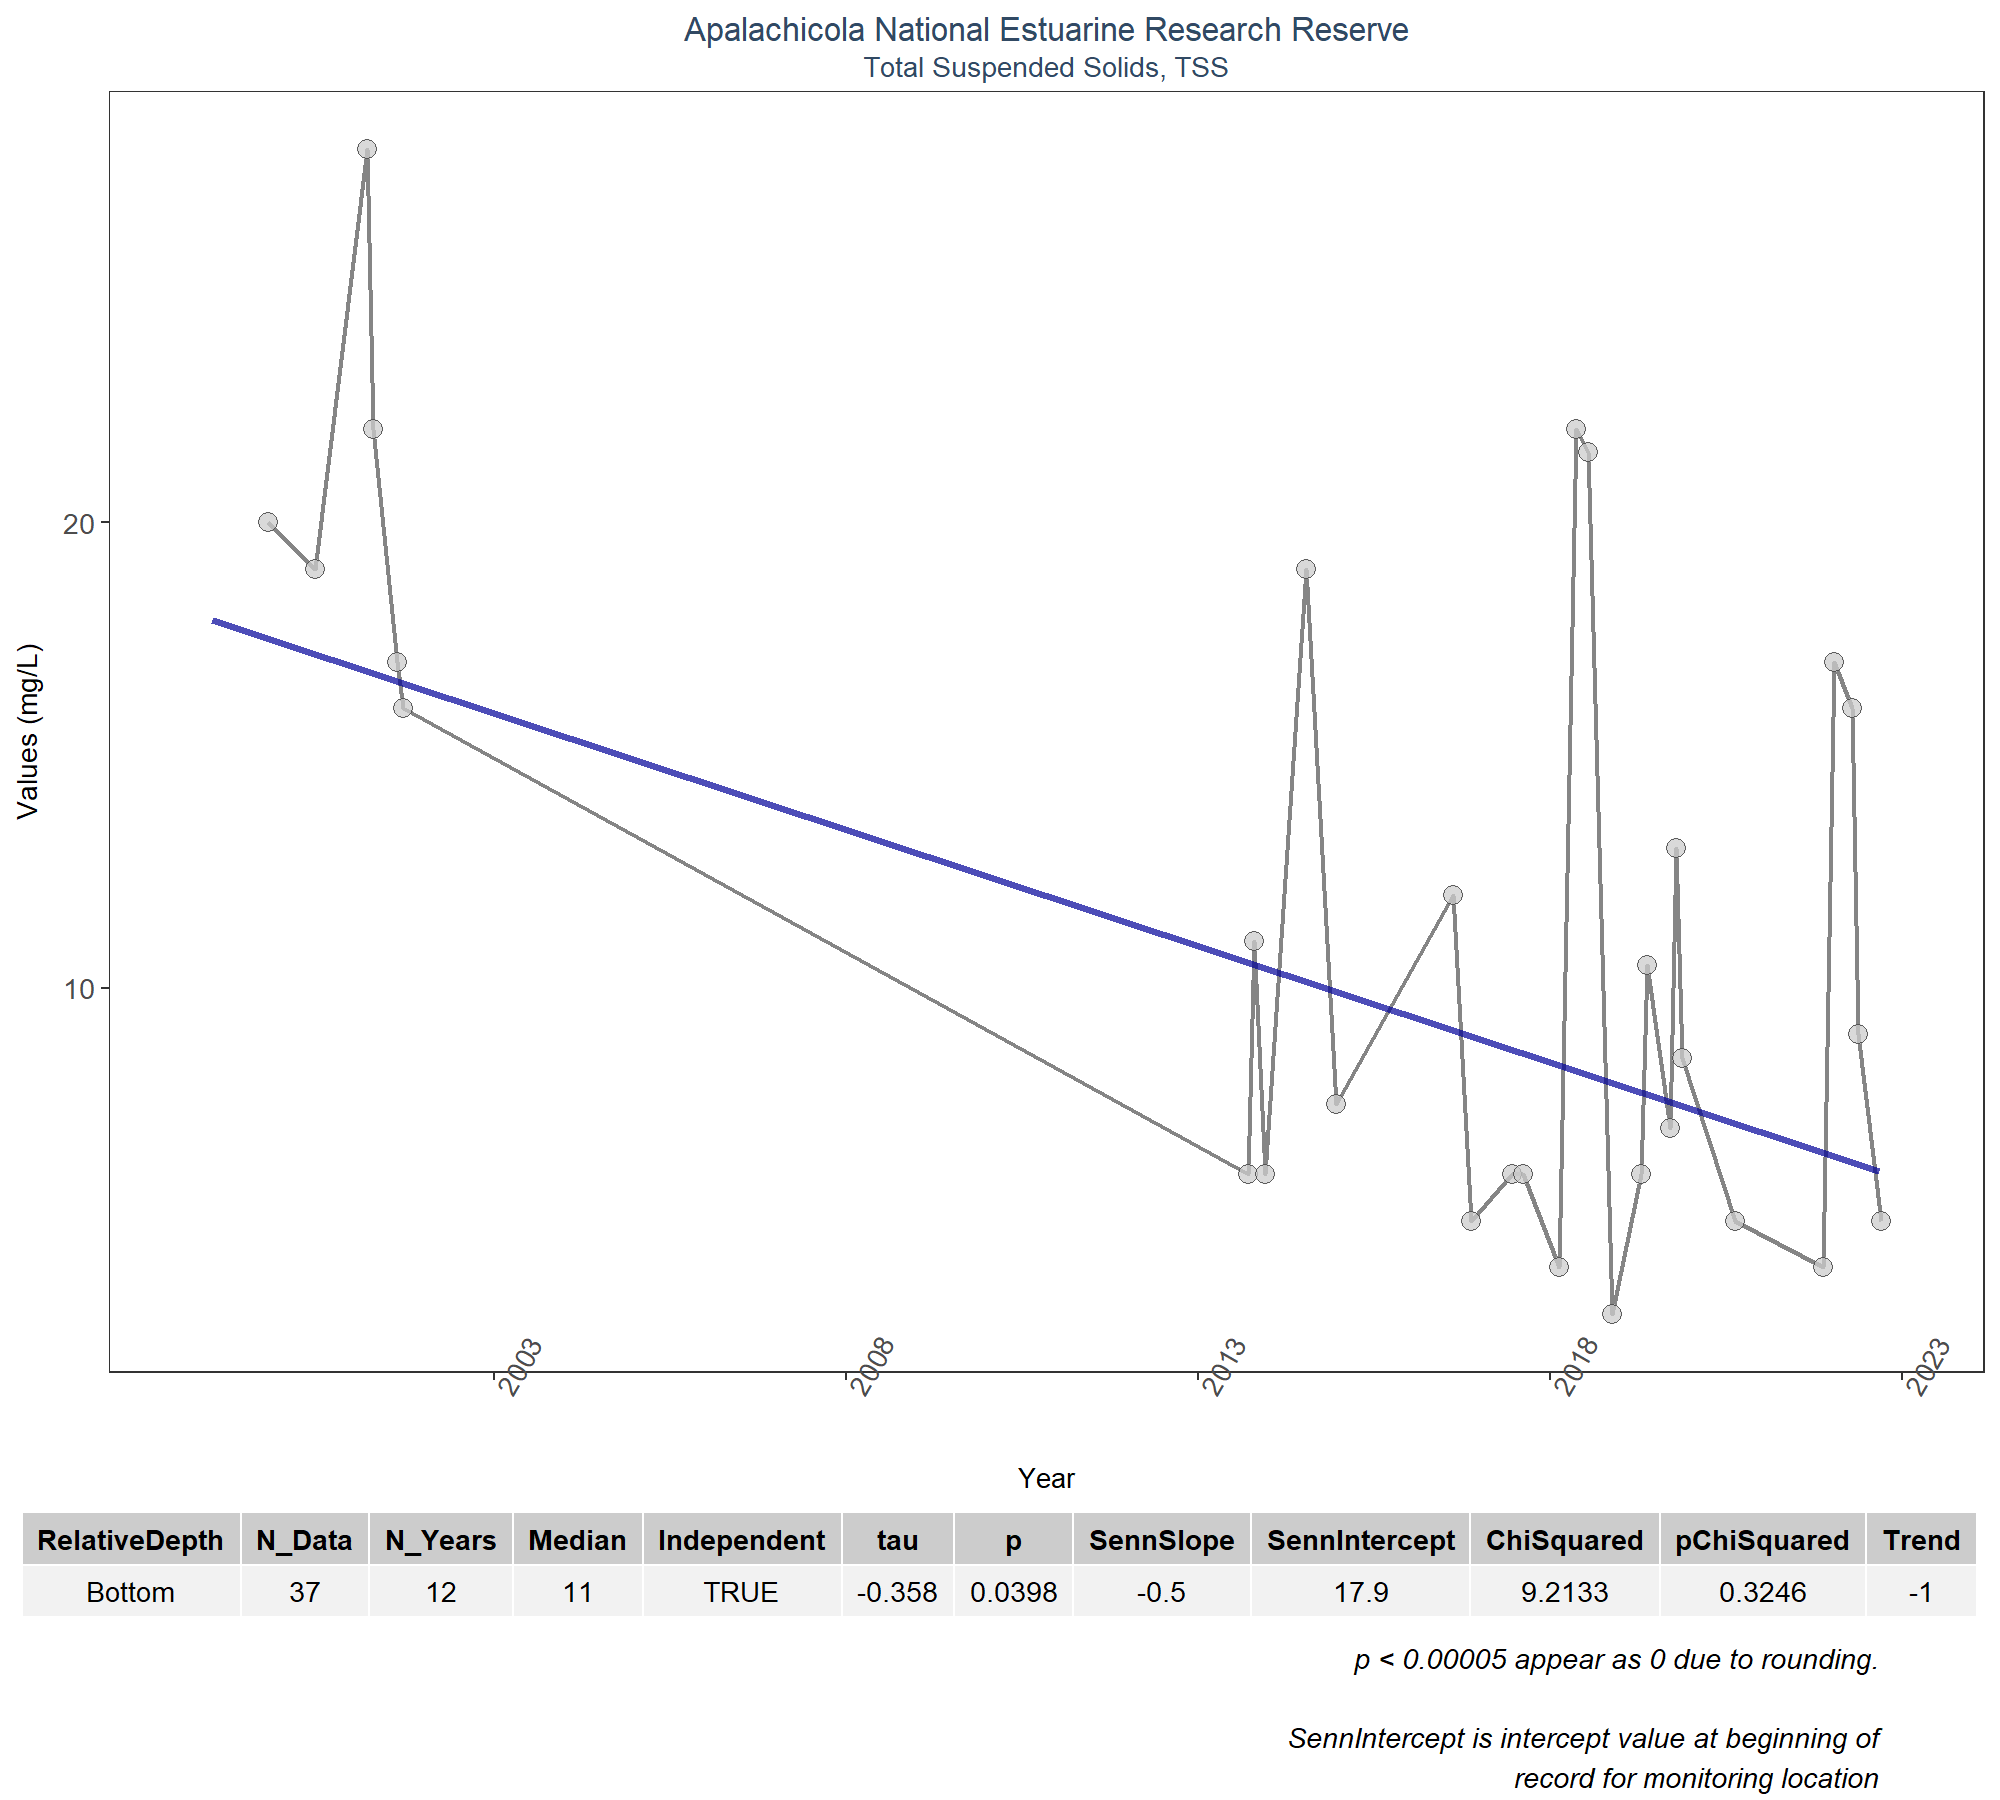 Apalachicola National Estuarine Research Reserve
Total Suspended Solids, TSS
Values (mg/L)
20
10
2003 2008 2013 2018 2023
Year
RelativeDepth N_Data N_Years Median Independent tau p SennSlope SennIntercept ChiSquared pChiSquared Trend
Bottom 37 12 11 TRUE -0.358 0.0398 -0.5 17.9 9.2133 0.3246 -1
p < 0.00005 appear as 0 due to rounding.
SennIntercept is intercept value at beginning of
record for monitoring location